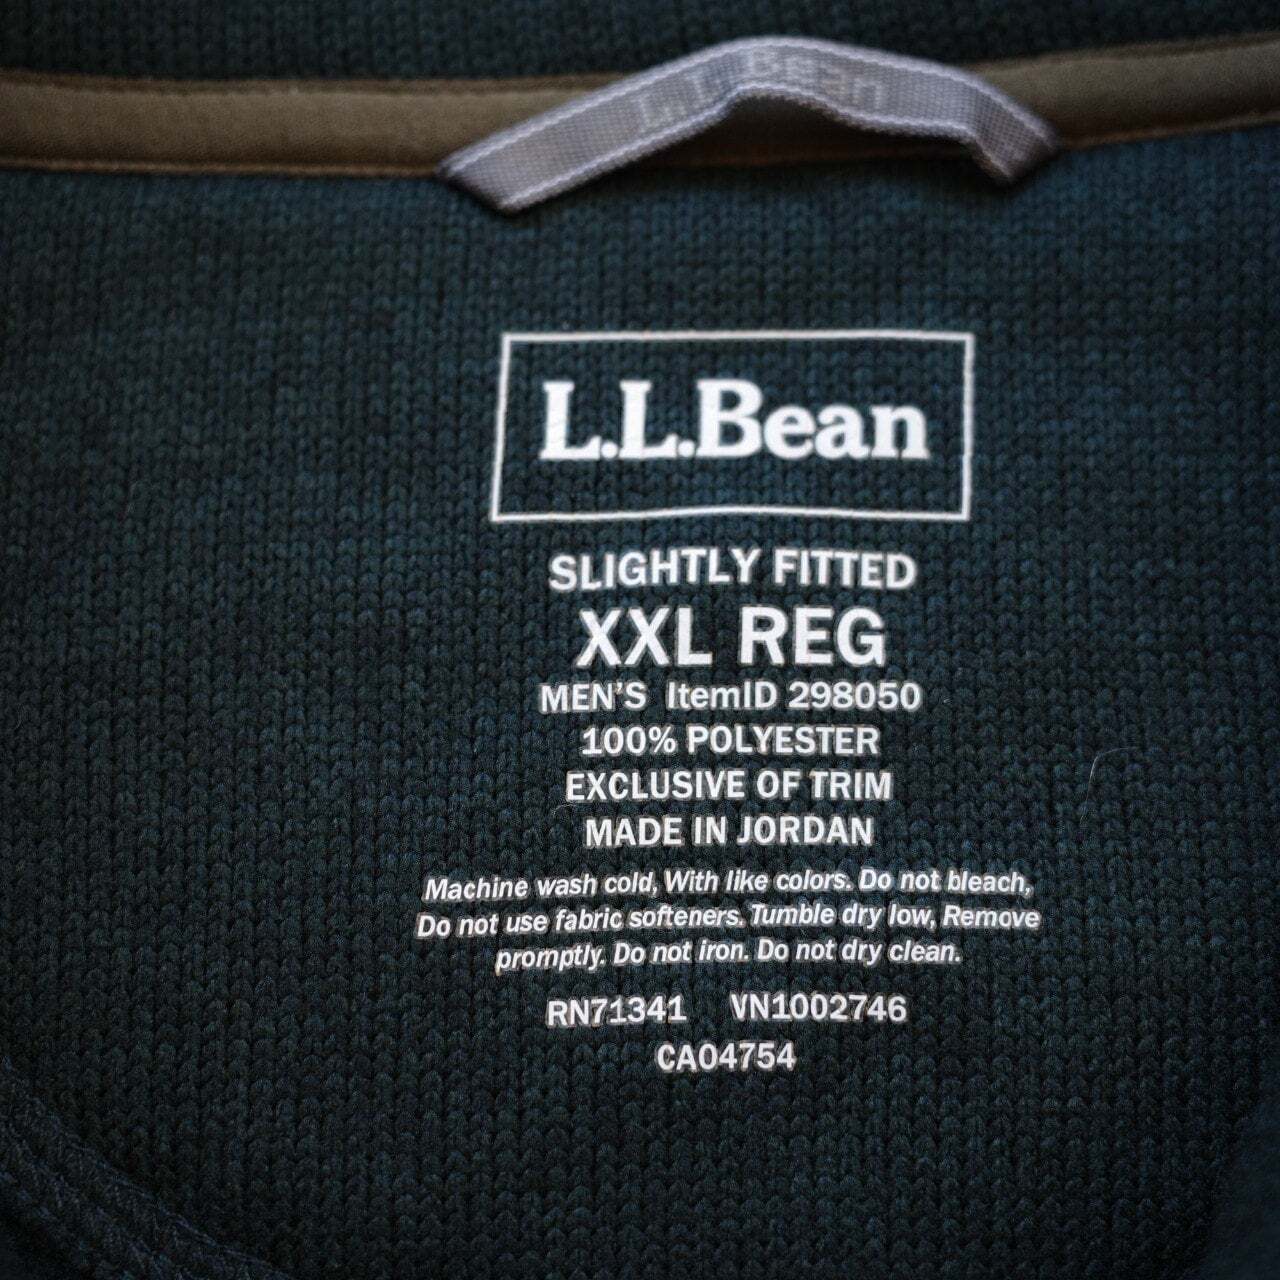 L.L.Bean
L.L.Bean
SLIGHTLY FITTED
XXL REG
MEN'S ItemID 298050
100% POLYESTER
EXCLUSIVE OF TRIM
MADE IN JORDAN
Machine wash cold, With like colors. Do not bleach,
Do not use fabric softeners. Tumble dry low, Remove
promptly. Do not iron. Do not dry clean.
RN71341 VN1002746
CA04754